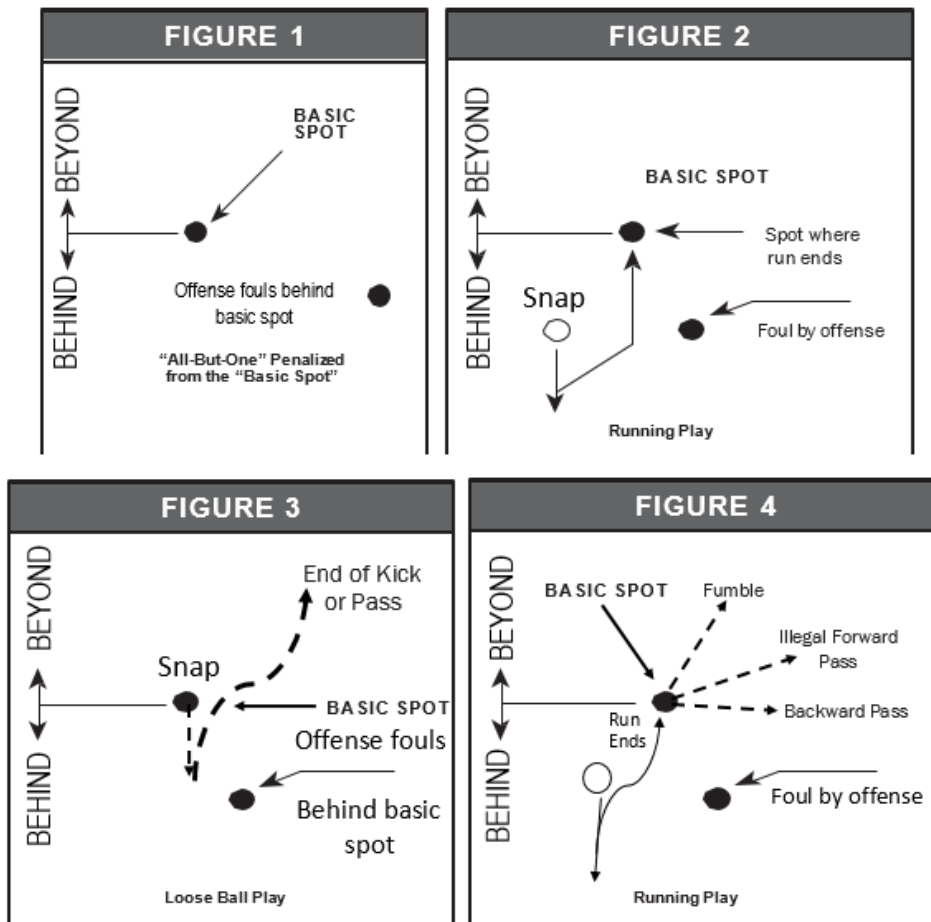 FIGURE 1
BEYOND
BEHIND
BASIC
SPOT
Offense fouls behind
basic spot
“All-But-One” Penalized
from the “Basic Spot”
FIGURE 2
BEYOND
BEHIND
BASIC SPOT
Spot where
run ends
Snap
Foul by offense
Running Play
FIGURE 3
BEYOND
BEHIND
End of Kick
or Pass
Snap
BASIC SPOT
Offense fouls
Behind basic
spot
Loose Ball Play
FIGURE 4
BEYOND
BEHIND
BASIC SPOT
Fumble
Illegal Forward
Pass
Backward Pass
Run
Ends
Foul by offense
Running Play